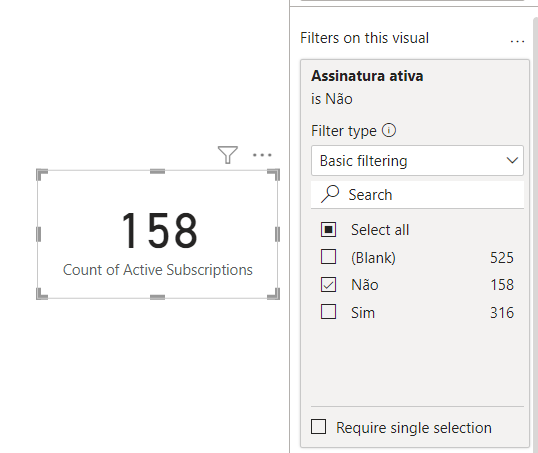 Filters on this visual
Assinatura ativa
is Não
Filter type
Basic filtering
Search
Select all
(Blank) 525
Não 158
Sim 316
Require single selection
158
Count of Active Subscriptions